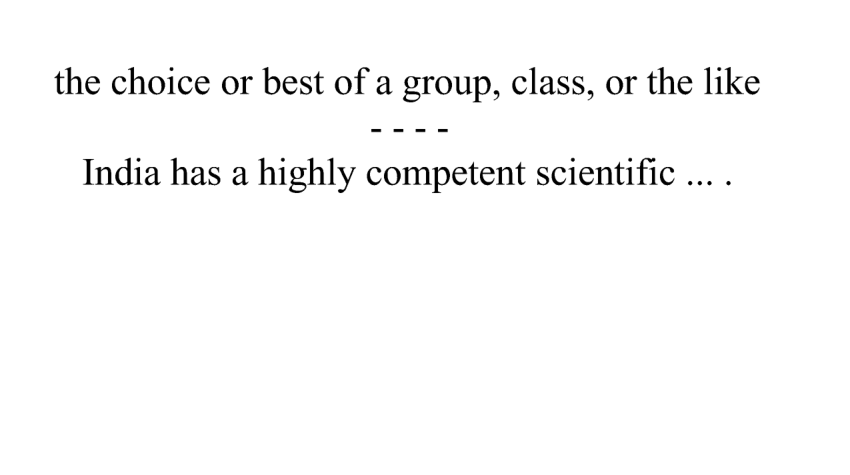 the choice or best of a group, class, or the like
- - - -
India has a highly competent scientific ... .